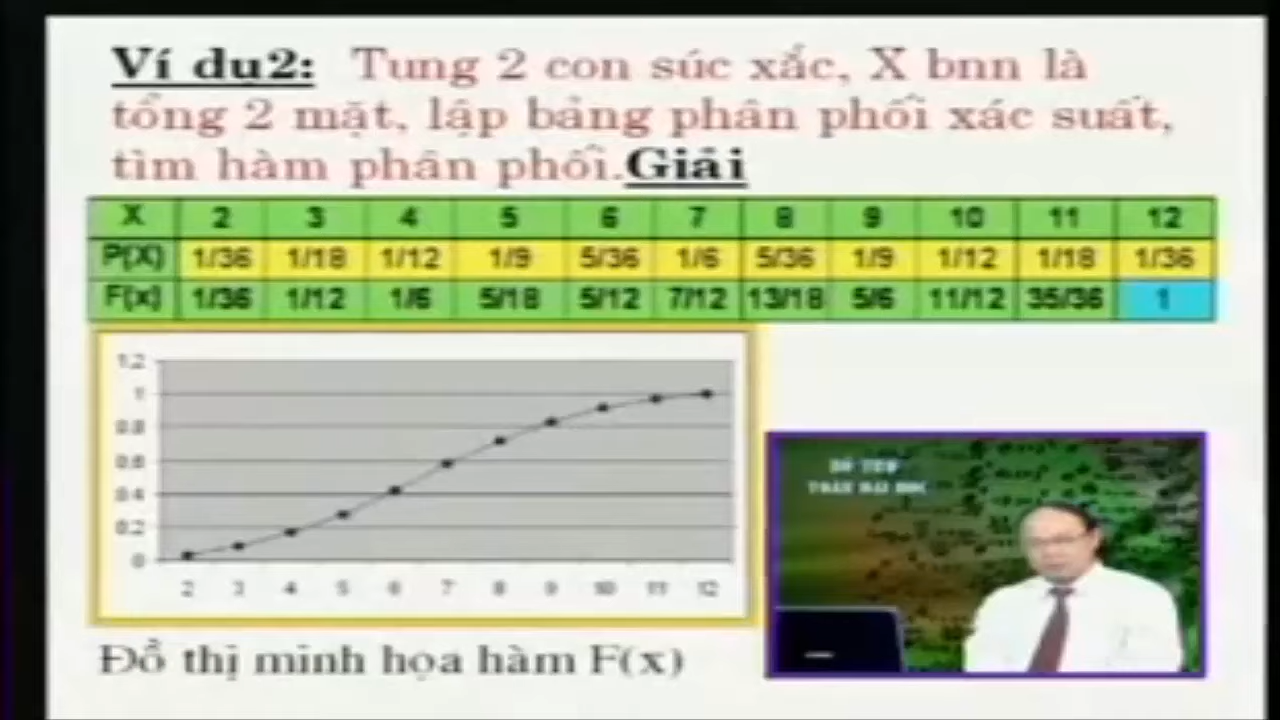 Ví dụ2: Tung 2 con súc xắc, X bnn là
tổng 2 mặt, lập bảng phân phối xác suất,
tìm hàm phân phối.Giải
X 2 3 4 5 6 7 8 9 10 11 12
P(X) 1/36 1/18 1/12 1/9 5/36 1/6 5/36 1/9 1/12 1/18 1/36
F(x) 1/36 1/12 1/6 5/18 5/12 7/12 13/18 5/6 11/12 35/36 1
1.2
1
0.8
0.6
0.4
0.2
0
2 3 4 5 6 7 8 9 10 11 12
Đồ thị minh họa hàm F(x)